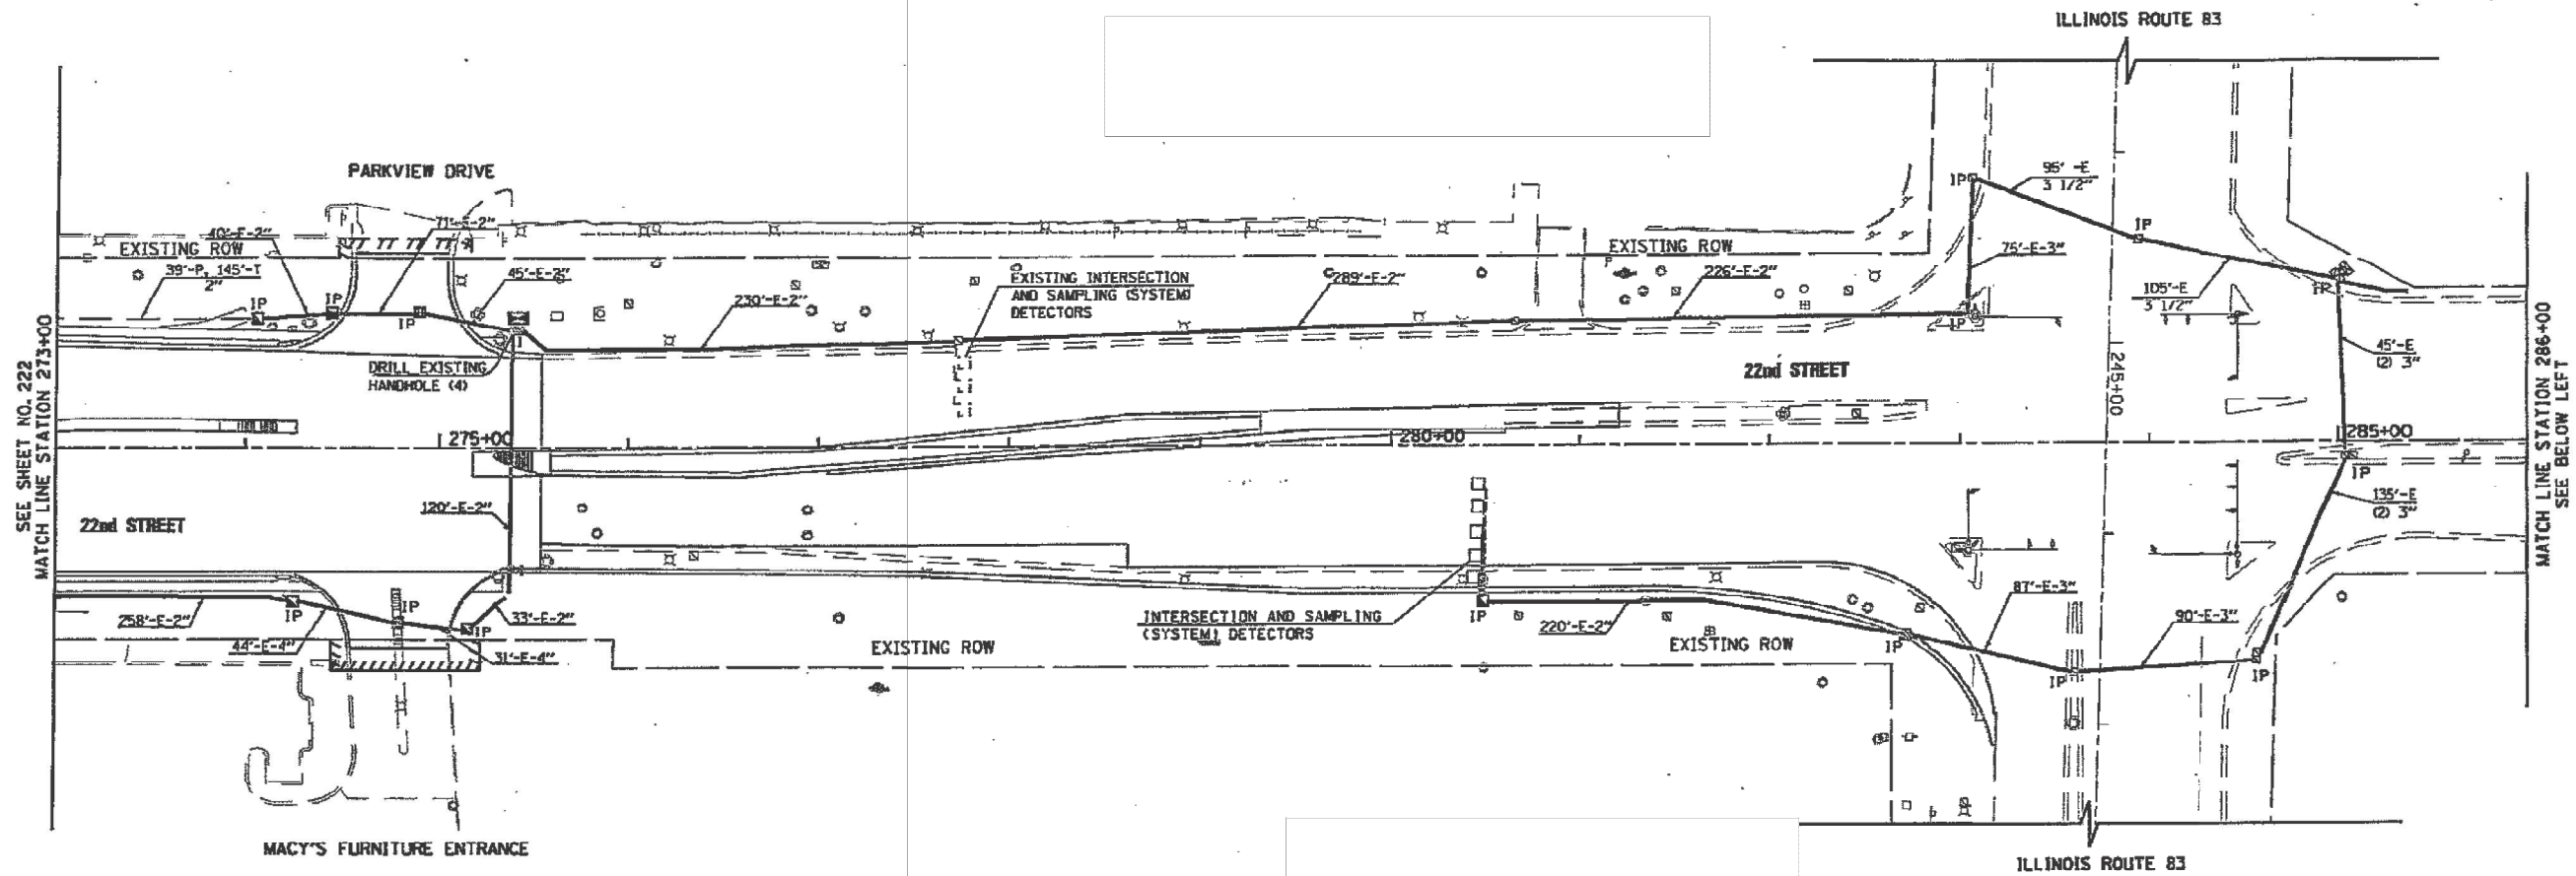 ILLINOIS ROUTE 83
PARKVIEW DRIVE
95' -E
3 1/2"
IP
IP
71'-E-2"
40'-E-2"
EXISTING ROW
EXISTING ROW
75'-E-3"
39'-P, 145'-T
2"
45'-E-2"
EXISTING INTERSECTION
AND SAMPLING (SYSTEM)
DETECTORS
289'-E-2"
226'-E-2"
230'-E-2"
105'-E
3 1/2"
IP
IP
IP
IP
IP
DRILL EXISTING
HANDHOLE (4)
22nd STREET
245+00
45'-E
(2) 3"
SEE SHEET NO. 222
MATCH LINE STATION 273+00
MATCH LINE STATION 286+00
SEE BELOW LEFT
275+00
280+00
285+00
IP
22nd STREET
120'-E-2"
135'-E
(2) 3"
258'-E-2"
IP
IP
44'-E-4"
IP
33'-E-2"
31'-E-4"
IP
INTERSECTION AND SAMPLING
(SYSTEM) DETECTORS
220'-E-2"
87'-E-3"
90'-E-3"
EXISTING ROW
EXISTING ROW
IP
IP
IP
MACY'S FURNITURE ENTRANCE
ILLINOIS ROUTE 83